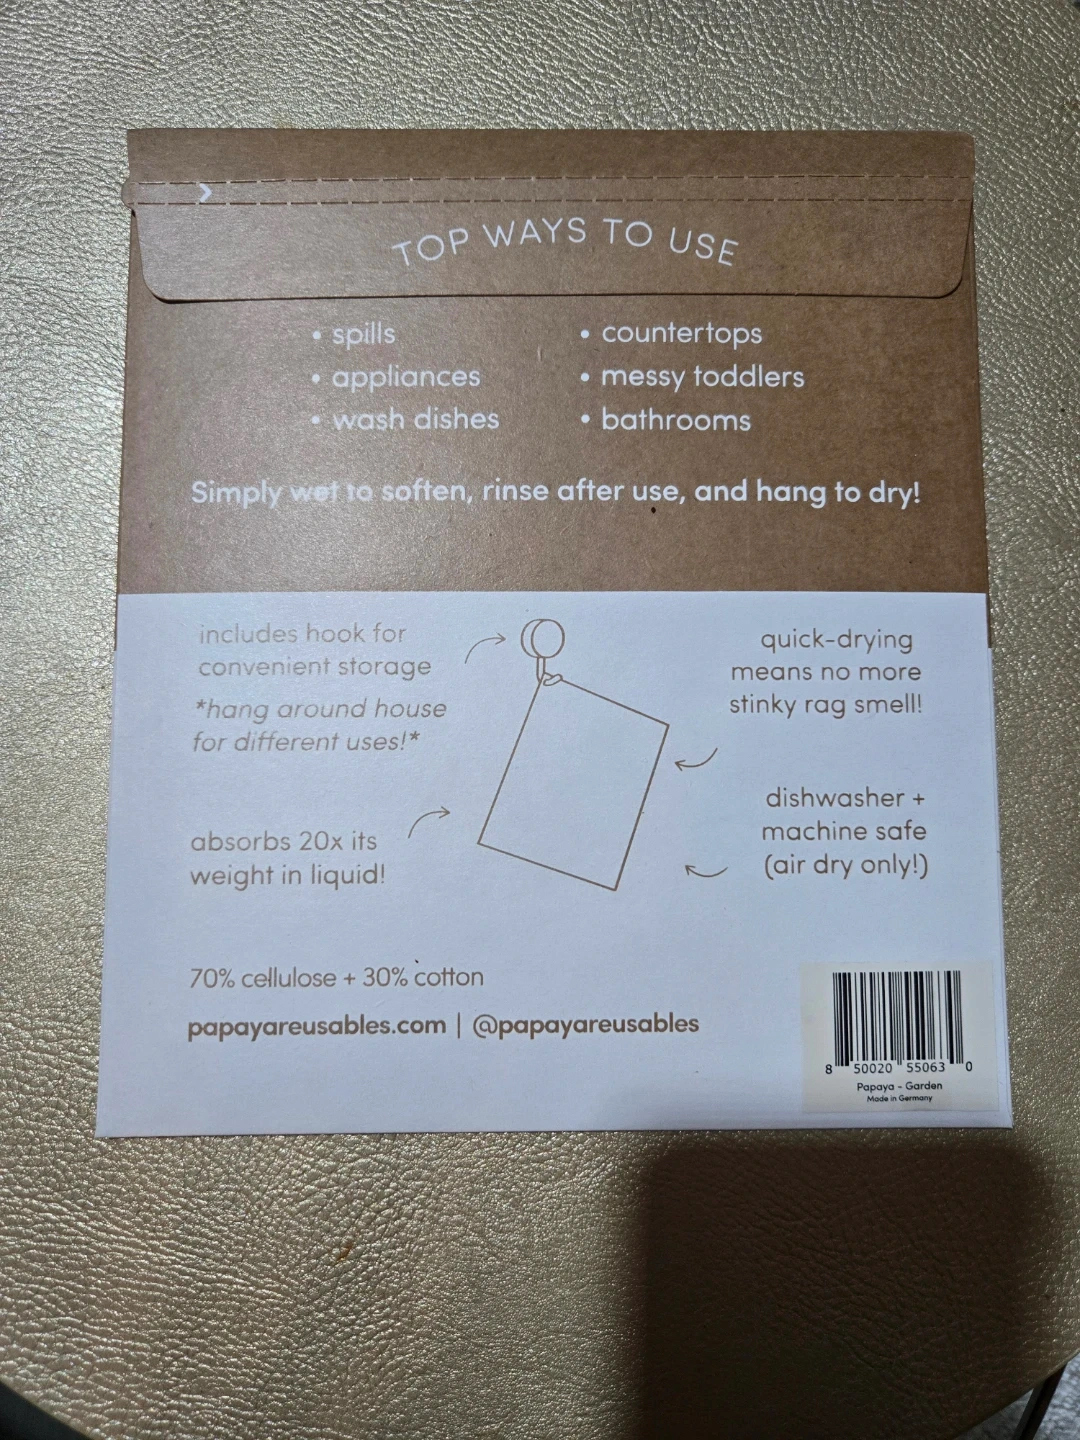 TOP WAYS TO USE
• spills
• appliances
• wash dishes
• countertops
• messy toddlers
• bathrooms
Simply wet to soften, rinse after use, and hang to dry!
includes hook for
convenient storage
*hang around house
for different uses!*
absorbs 20x its
weight in liquid!
quick-drying
means no more
stinky rag smell!
dishwasher +
machine safe
(air dry only!)
70% cellulose + 30% cotton
papayareusables.com | @papayareusables
8 50020 55063 0
Papaya - Garden
Made in Germany